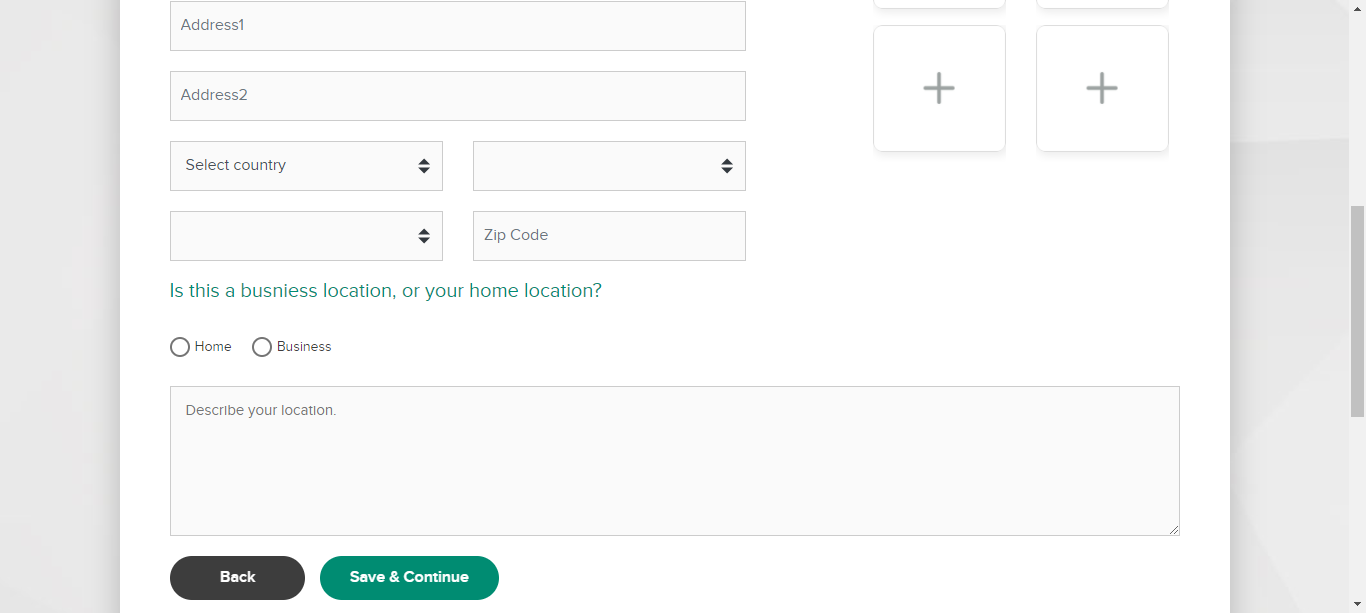 Address1
Address2
Select country
Zip Code
Is this a busniess location, or your home location?
Home Business
Describe your location.
Back Save & Continue